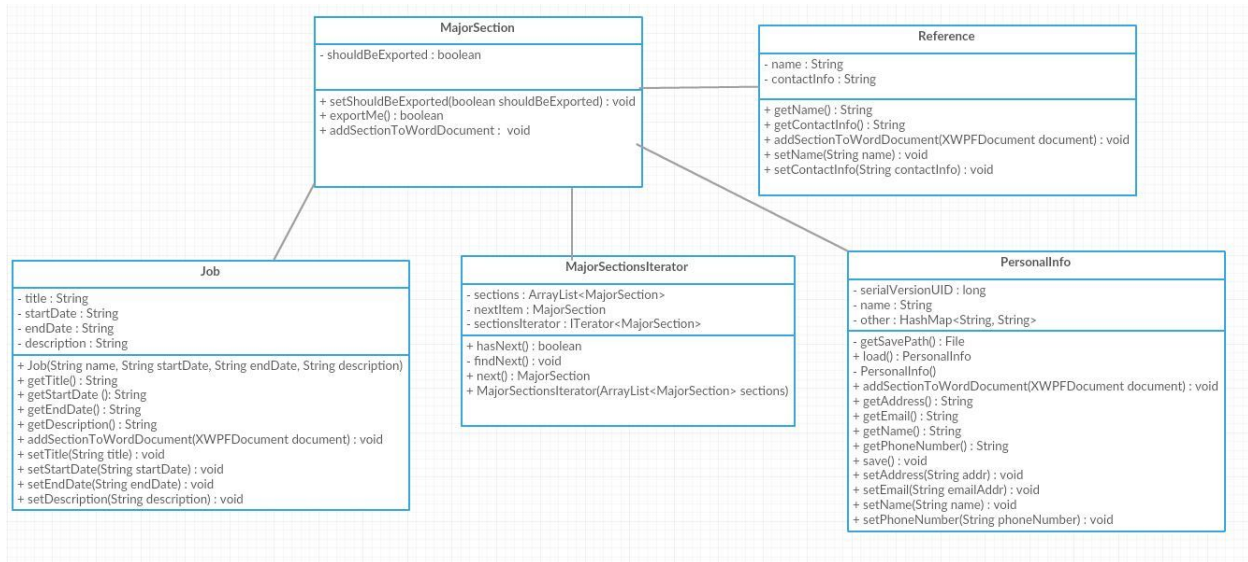 MajorSection
- shouldBeExported : boolean
+ setShouldBeExported(boolean shouldBeExported) : void
+ exportMe() : boolean
+ addSectionToWordDocument :  void
Reference
- name : String
- contactInfo : String
+ getName() : String
+ getContactInfo() : String
+ addSectionToWordDocument(XWPFDocument document) : void
+ setName(String name) : void
+ setContactInfo(String contactInfo) : void
Job
- title : String
- startDate : String
- endDate : String
- description : String
+ Job(String name, String startDate, String endDate, String description)
+ getTitle() : String
+ getStartDate (): String
+ getEndDate() : String
+ getDescription() : String
+ addSectionToWordDocument(XWPFDocument document) : void
+ setTitle(String title) : void
+ setStartDate(String startDate) : void
+ setEndDate(String endDate) : void
+ setDescription(String description) : void
MajorSectionsIterator
- sections : ArrayList<MajorSection>
- nextItem : MajorSection
- sectionsIterator : ITerator<MajorSection>
+ hasNext() : boolean
- findNext() : void
+ next() : MajorSection
+ MajorSectionsIterator(ArrayList<MajorSection> sections)
PersonalInfo
- serialVersionUID : long
- name : String
- other : HashMap<String, String>
- getSavePath() : File
+ load() : PersonalInfo
- PersonalInfo()
+ addSectionToWordDocument(XWPFDocument document) : void
+ getAddress() : String
+ getEmail() : String
+ getName() : String
+ getPhoneNumber() : String
+ save() : void
+ setAddress(String addr) : void
+ setEmail(String emailAddr) : void
+ setName(String name) : void
+ setPhoneNumber(String phoneNumber) : void